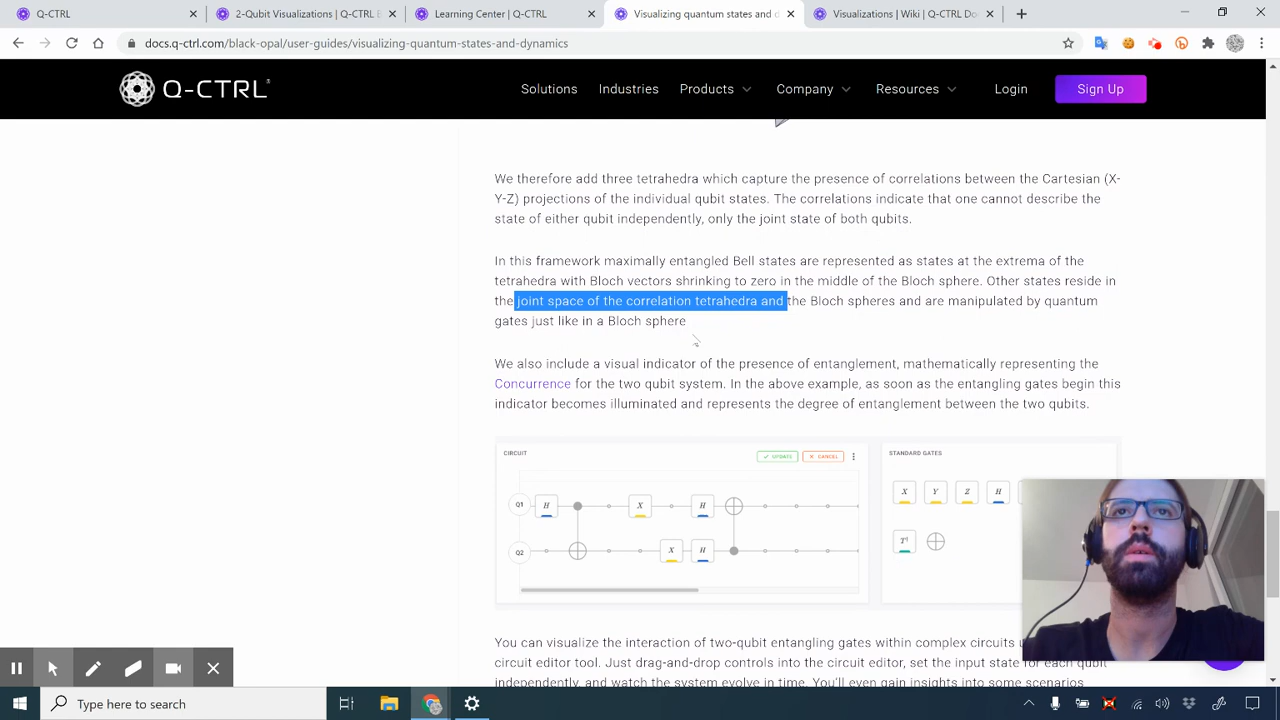 Q-CTRL
2-Qubit Visualizations | Q-CTRL B
Learning Center | Q-CTRL
Visualizing quantum states and d
Visualizations | Wiki | Q-CTRL Do
docs.q-ctrl.com/black-opal/user-guides/visualizing-quantum-states-and-dynamics
Q-CTRL
Solutions
Industries
Products
Company
Resources
Login
Sign Up
We therefore add three tetrahedra which capture the presence of correlations between the Cartesian (X-
Y-Z) projections of the individual qubit states. The correlations indicate that one cannot describe the
state of either qubit independently, only the joint state of both qubits.
In this framework maximally entangled Bell states are represented as states at the extrema of the
tetrahedra with Bloch vectors shrinking to zero in the middle of the Bloch sphere. Other states reside in
the joint space of the correlation tetrahedra and the Bloch spheres and are manipulated by quantum
gates just like in a Bloch sphere
We also include a visual indicator of the presence of entanglement, mathematically representing the
Concurrence for the two qubit system. In the above example, as soon as the entangling gates begin this
indicator becomes illuminated and represents the degree of entanglement between the two qubits.
CIRCUIT
UPDATE
CANCEL
STANDARD GATES
Q1
H
X
H
X
Y
Z
H
Q2
X
H
T†
You can visualize the interaction of two-qubit entangling gates within complex circuits
circuit editor tool. Just drag-and-drop controls into the circuit editor, set the input state for each qubit
independently, and watch the system evolve in time. You'll even gain insights into some scenarios
Type here to search